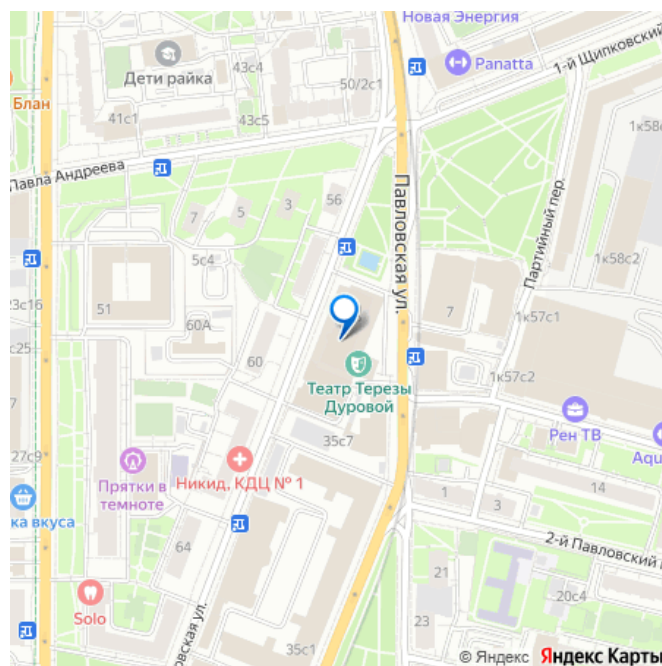 Новая Энергия
Panatta
1-й Щипковский
Дети райка
43с4
50/2с1
Блан
41с1
43с5
1к58с
Павла Андреева
56
Павловская ул.
Партийный пер.
7
5
3
1к58с2
5с4
23с16
51
60А
7
1к57с1
с25
60
1к57с2
Театр Терезы
Дуровой
Рен ТВ
35с7
Aqu
27с9
Прятки в
темноте
Никид, КДЦ № 1
14
1
3
ка вкуса
64
2-й Павловский п
21
20с4
Solo
23
овская ул.
35с1
© Яндекс Яндекс Карты